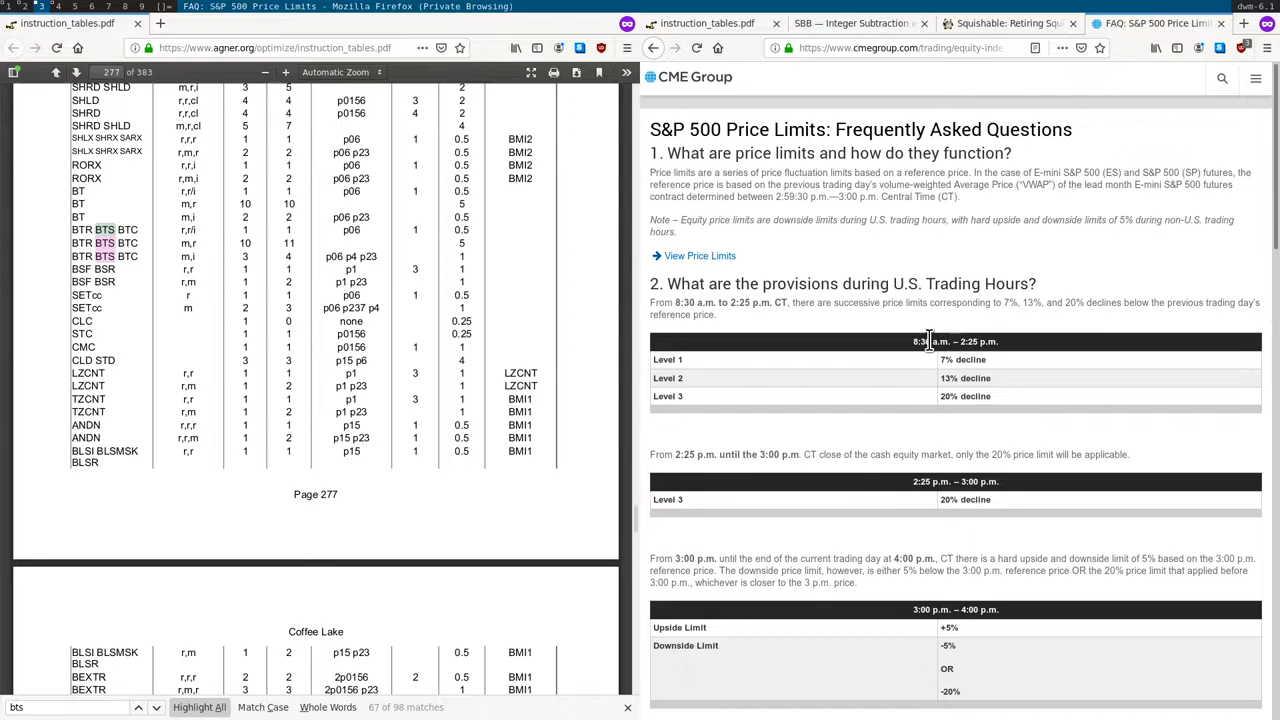 1 2 3 4 5 6 7 8 9 []= FAQ: S&P 500 Price Limits - Mozilla Firefox (Private Browsing) dwm-6.1
instruction_tables.pdf
https://www.agner.org/optimize/instruction_tables.pdf
277 of 383 Automatic Zoom
SHRD SHLD m,r,i 3 5 2
SHLD r,r,cl 4 4 p0156 3 2
SHRD r,r,cl 4 4 p0156 4 2
SHRD SHLD m,r,cl 5 7 4
SHLX SHRX SARX r,r,r 1 1 p06 1 0.5 BMI2
SHLX SHRX SARX r,m,r 2 2 p06 p23 0.5 BMI2
RORX r,r,i 1 1 p06 1 0.5 BMI2
RORX r,m,i 2 2 p06 p23 0.5 BMI2
BT r,r/i 1 1 p06 1 0.5
BT m,r 10 10 5
BT m,i 2 2 p06 p23 0.5
BTR BTS BTC r,r/i 1 1 p06 1 0.5
BTR BTS BTC m,r 10 11 5
BTR BTS BTC m,i 3 4 p06 p4 p23 1
BSF BSR r,r 1 1 p1 3 1
BSF BSR r,m 1 2 p1 p23 1
SETcc r 1 1 p06 1 0.5
SETcc m 2 3 p06 p237 p4 1
CLC 1 0 none 0.25
STC 1 1 p0156 0.25
CMC 1 1 p0156 1 1
CLD STD 3 3 p15 p6 4
LZCNT r,r 1 1 p1 3 1 LZCNT
LZCNT r,m 1 2 p1 p23 1 LZCNT
TZCNT r,r 1 1 p1 3 1 BMI1
TZCNT r,m 1 2 p1 p23 1 BMI1
ANDN r,r,r 1 1 p15 1 0.5 BMI1
ANDN r,r,m 1 2 p15 p23 1 0.5 BMI1
BLSI BLSMSK r,r 1 1 p15 1 0.5 BMI1
BLSR
Page 277
Coffee Lake
BLSI BLSMSK r,m 1 2 p15 p23 0.5 BMI1
BLSR
BEXTR r,r,r 2 2 2p0156 2 0.5 BMI1
BEXTR r,m,r 3 3 2p0156 p23 1 BMI1
bts Highlight All Match Case Whole Words 67 of 98 matches
instruction_tables.pdf SBB — Integer Subtraction w Squishable: Retiring Squ FAQ: S&P 500 Price Limit
https://www.cmegroup.com/trading/equity-inde
CME Group
S&P 500 Price Limits: Frequently Asked Questions
1. What are price limits and how do they function?
Price limits are a series of price fluctuation limits based on a reference price. In the case of E-mini S&P 500 (ES) and S&P 500 (SP) futures, the
reference price is based on the previous trading day's volume-weighted Average Price ("VWAP") of the lead month E-mini S&P 500 futures
contract determined between 2:59:30 p.m.—3:00 p.m. Central Time (CT).
Note – Equity price limits are downside limits during U.S. trading hours, with hard upside and downside limits of 5% during non-U.S. trading
hours.
View Price Limits
2. What are the provisions during U.S. Trading Hours?
From 8:30 a.m. to 2:25 p.m. CT, there are successive price limits corresponding to 7%, 13%, and 20% declines below the previous trading day's
reference price.
8:30 a.m. – 2:25 p.m.
Level 1 7% decline
Level 2 13% decline
Level 3 20% decline
From 2:25 p.m. until the 3:00 p.m. CT close of the cash equity market, only the 20% price limit will be applicable.
2:25 p.m. – 3:00 p.m.
Level 3 20% decline
From 3:00 p.m. until the end of the current trading day at 4:00 p.m., CT there is a hard upside and downside limit of 5% based on the 3:00 p.m.
reference price. The downside price limit, however, is either 5% below the 3:00 p.m. reference price OR the 20% price limit that applied before
3:00 p.m., whichever is closer to the 3 p.m. price.
3:00 p.m. – 4:00 p.m.
Upside Limit +5%
Downside Limit -5%
OR
-20%